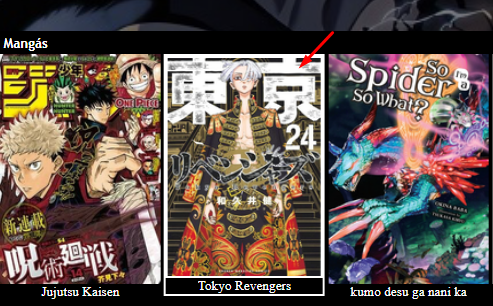 Mangás
ジャ
少年
HUNTER×HUNTER
ONE PIECE
新連載
呪術廻戦
芥見下々
Jujutsu Kaisen
東京
24
リベンジャーズ
和久井健
Tokyo Revengers
So
I'm a
Spider
So What?
OKINA BABA
kumo desu ga nani ka